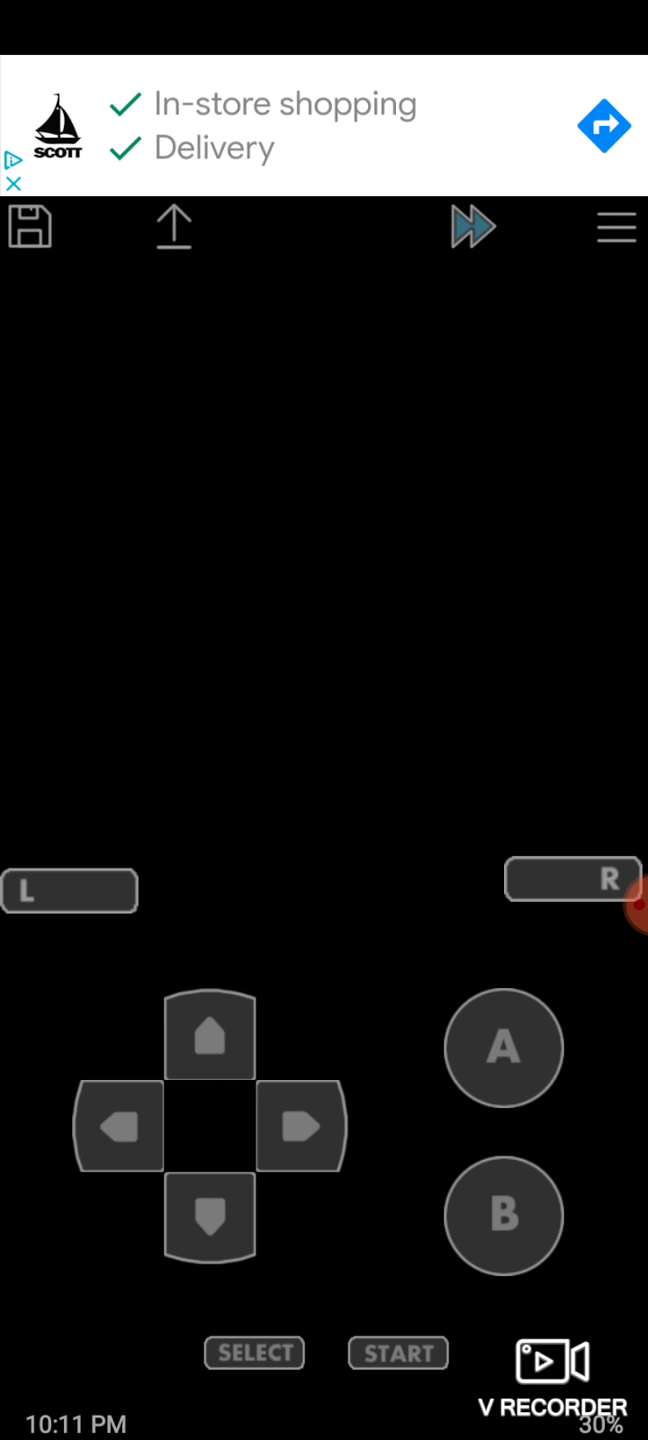 In-store shopping
SCOTT
Delivery
L
R
A
B
SELECT
START
V RECORDER
10:11 PM
30%